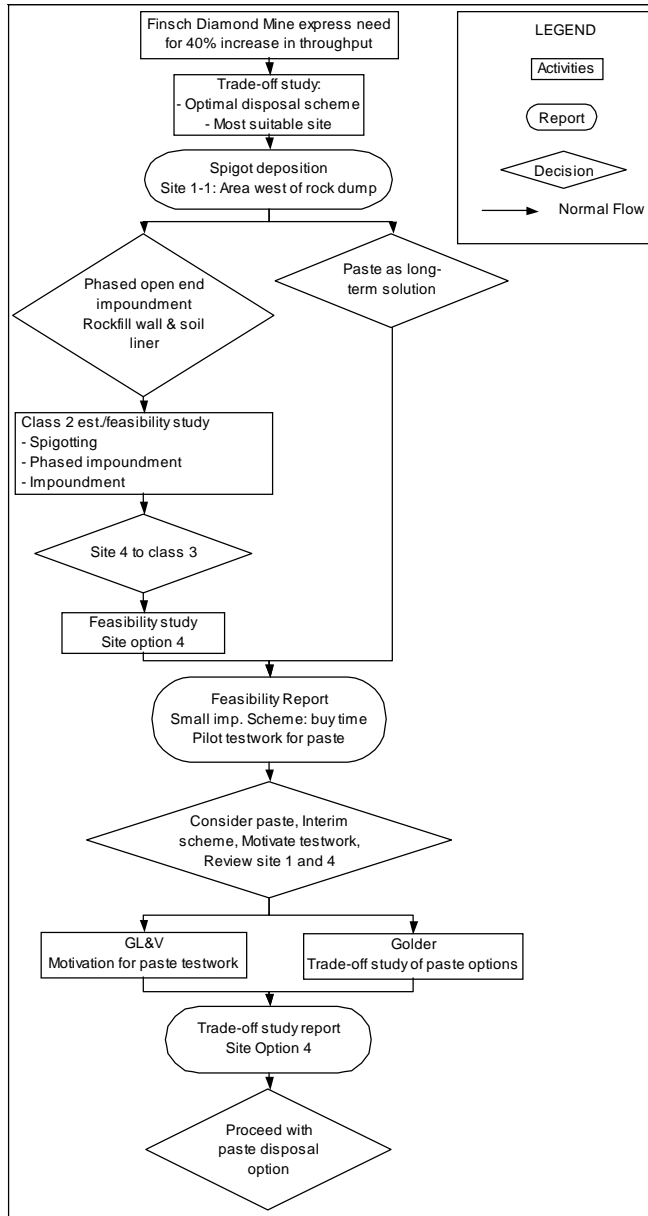 Finsch Diamond Mine express need
for 40% increase in throughput
Trade-off study:
- Optimal disposal scheme
- Most suitable site
Spigot deposition
Site 1-1: Area west of rock dump
Phased open end
impoundment
Rockfill wall & soil
liner
Paste as long-
term solution
Class 2 est./feasibility study
- Spigotting
- Phased impoundment
- Impoundment
Site 4 to class 3
Feasibility study
Site option 4
Feasibility Report
Small imp. Scheme: buy time
Pilot testwork for paste
Consider paste, Interim
scheme, Motivate testwork,
Review site 1 and 4
GL&V
Motivation for paste testwork
Golder
Trade-off study of paste options
Trade-off study report
Site Option 4
Proceed with
paste disposal
option
LEGEND
Activities
Report
Decision
Normal Flow